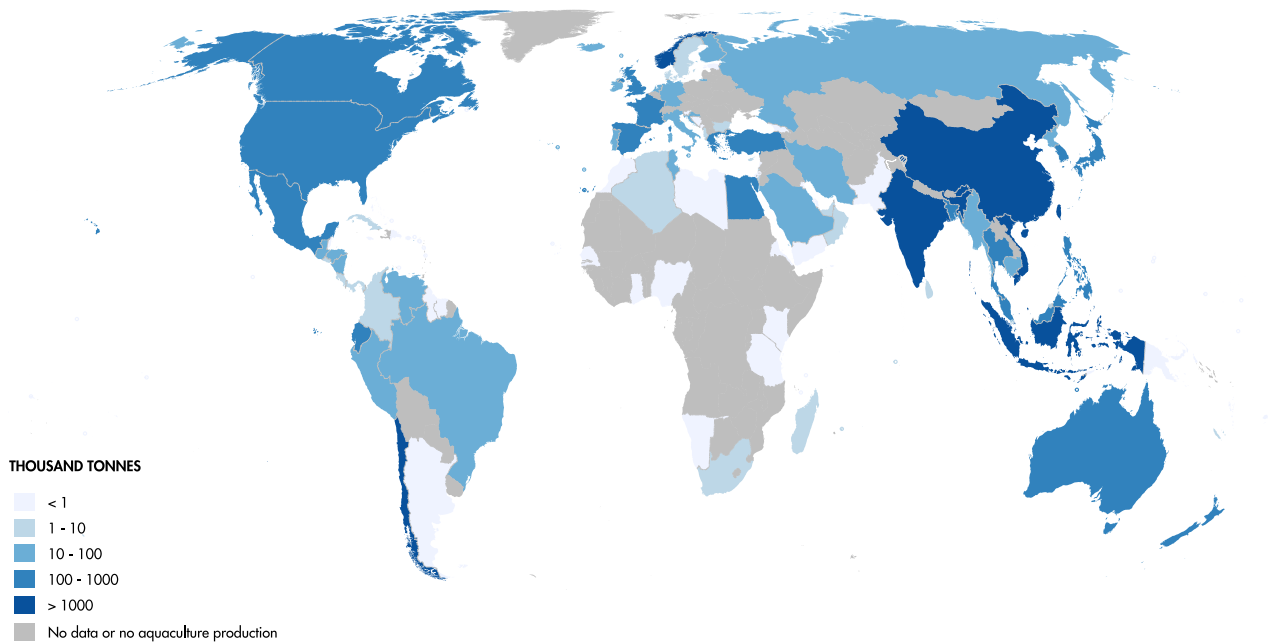 THOUSAND TONNES
< 1
1 - 10
10 - 100
100 - 1000
> 1000
No data or no aquaculture production